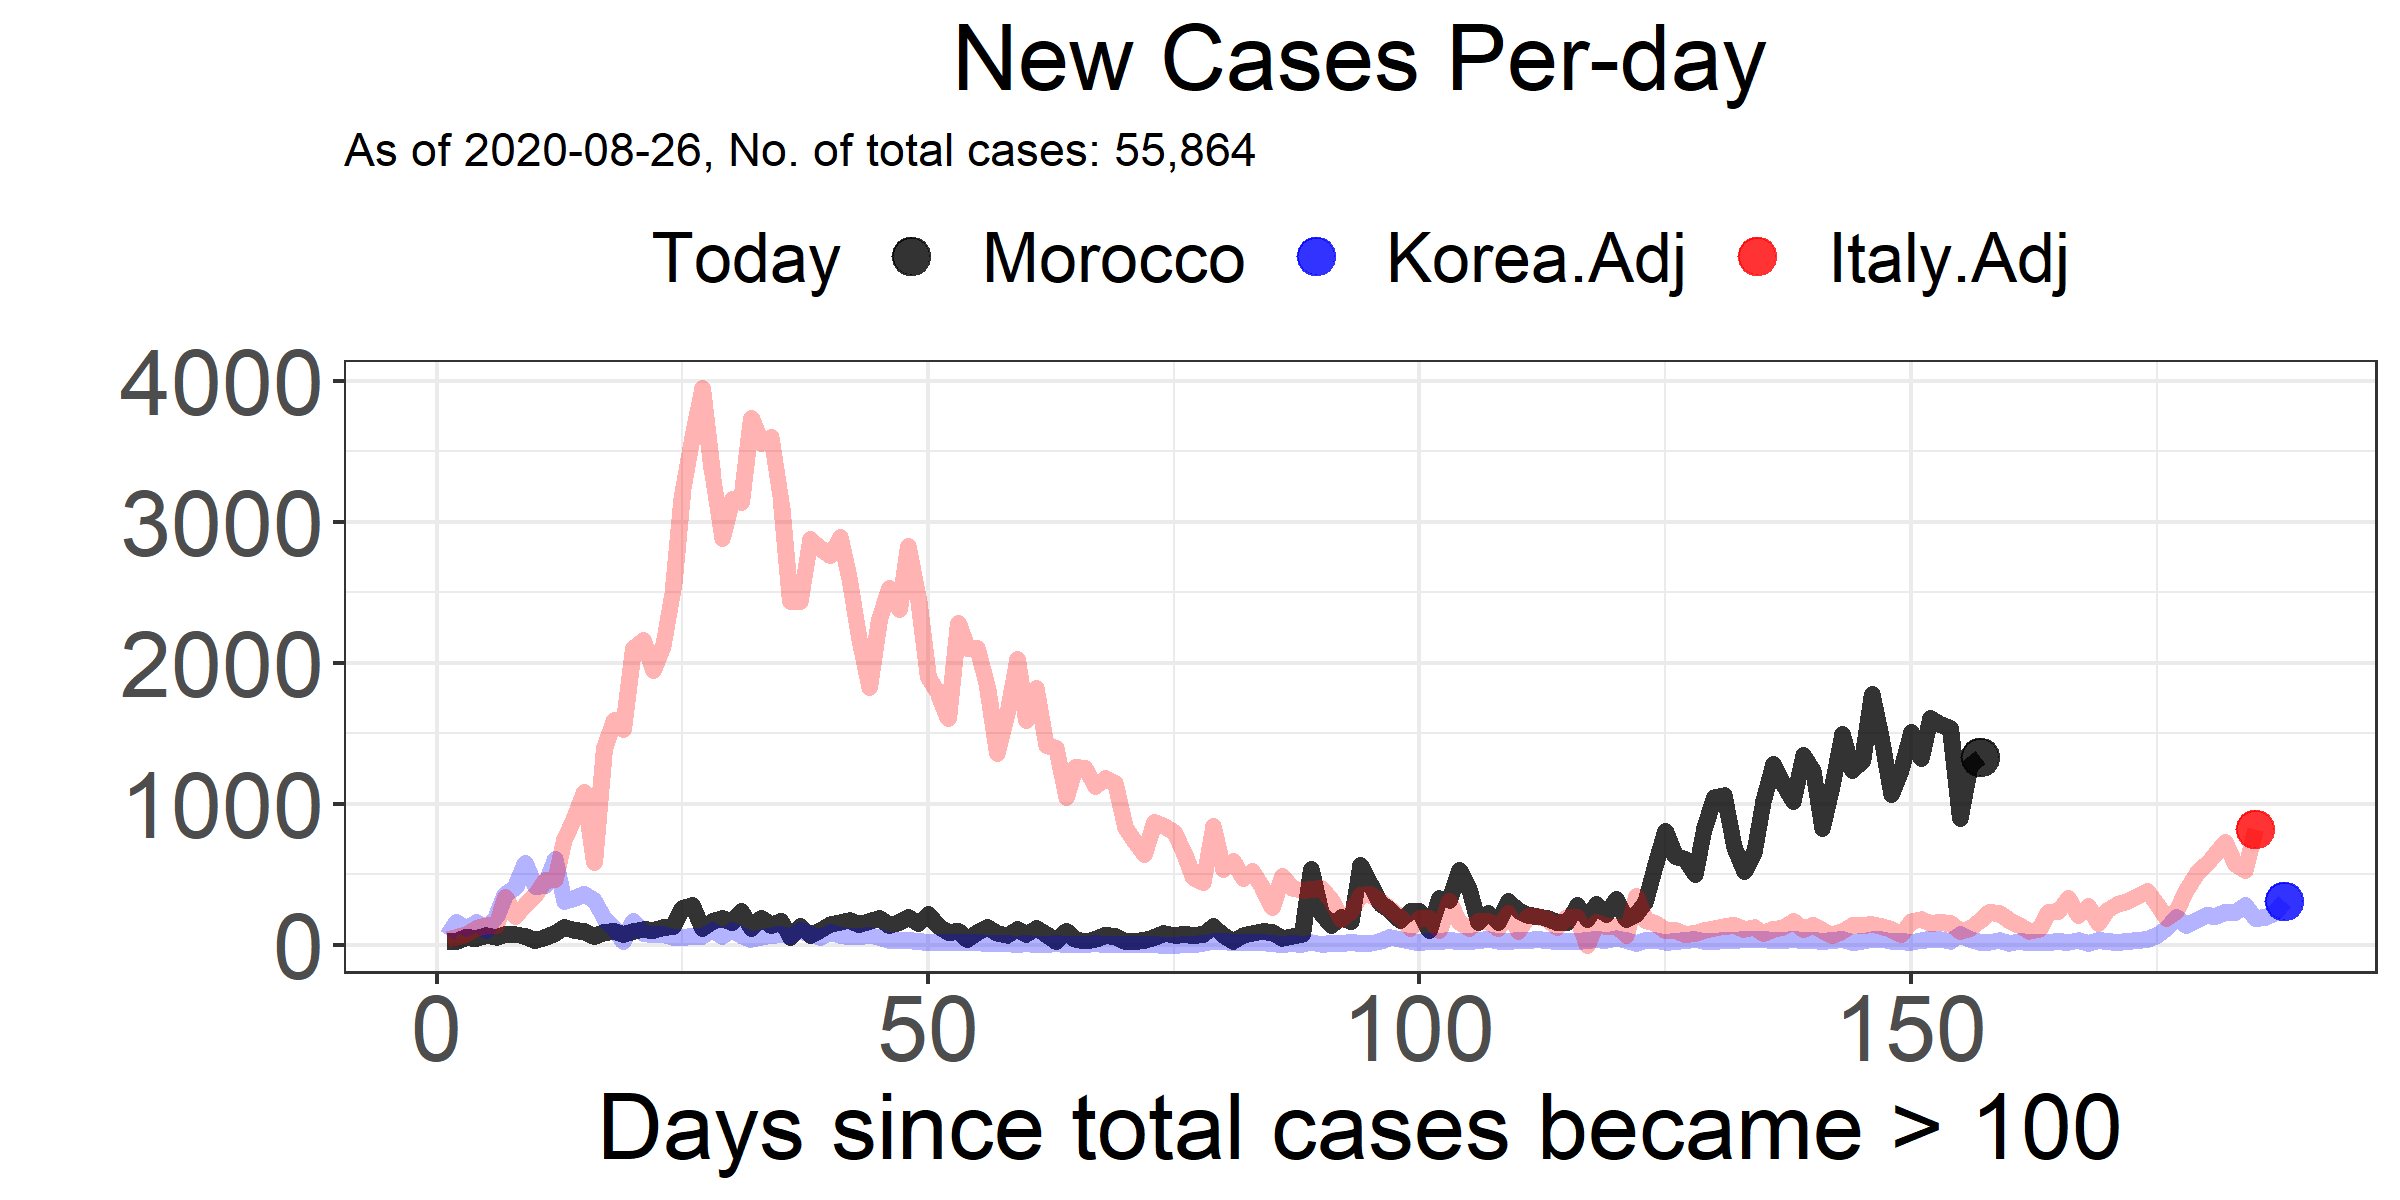 New Cases Per-day
As of 2020-08-26, No. of total cases: 55,864
Today Morocco Korea.Adj Italy.Adj
4000
3000
2000
1000
0
0 50 100 150
Days since total cases became > 100